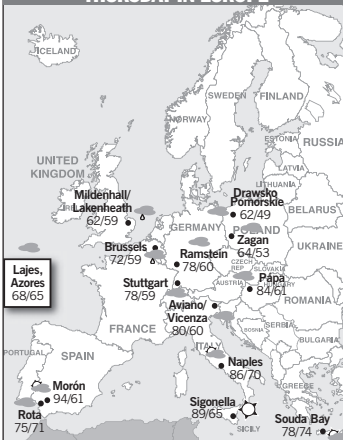 THURSDAY IN EUROPE
ICELAND
SWEDEN
FINLAND
NORWAY
ESTONIA
RUSSIA
LATVIA
UNITED
KINGDOM
LITHUANIA
Mildenhall/
Lakenheath
62/59
Drawsko
Pomorskie
62/49
BELARUS
GERMANY
POLAND
Zagan
64/53
UKRAINE
Brussels
72/59
Ramstein
78/60
CZECH
REP
SLOVAKIA
Lajes,
Azores
68/65
Stuttgart
78/59
AUSTRIA
Pápa
84/61
HUNGARY
ROMANIA
Aviano/
Vicenza
80/60
FRANCE
BOSNIA
SERBIA
BULGARIA
ITALY
PORTUGAL
SPAIN
Naples
86/70
Morón
94/61
GREECE
Rota
75/71
Sigonella
89/65
SICILY
Souda Bay
78/74